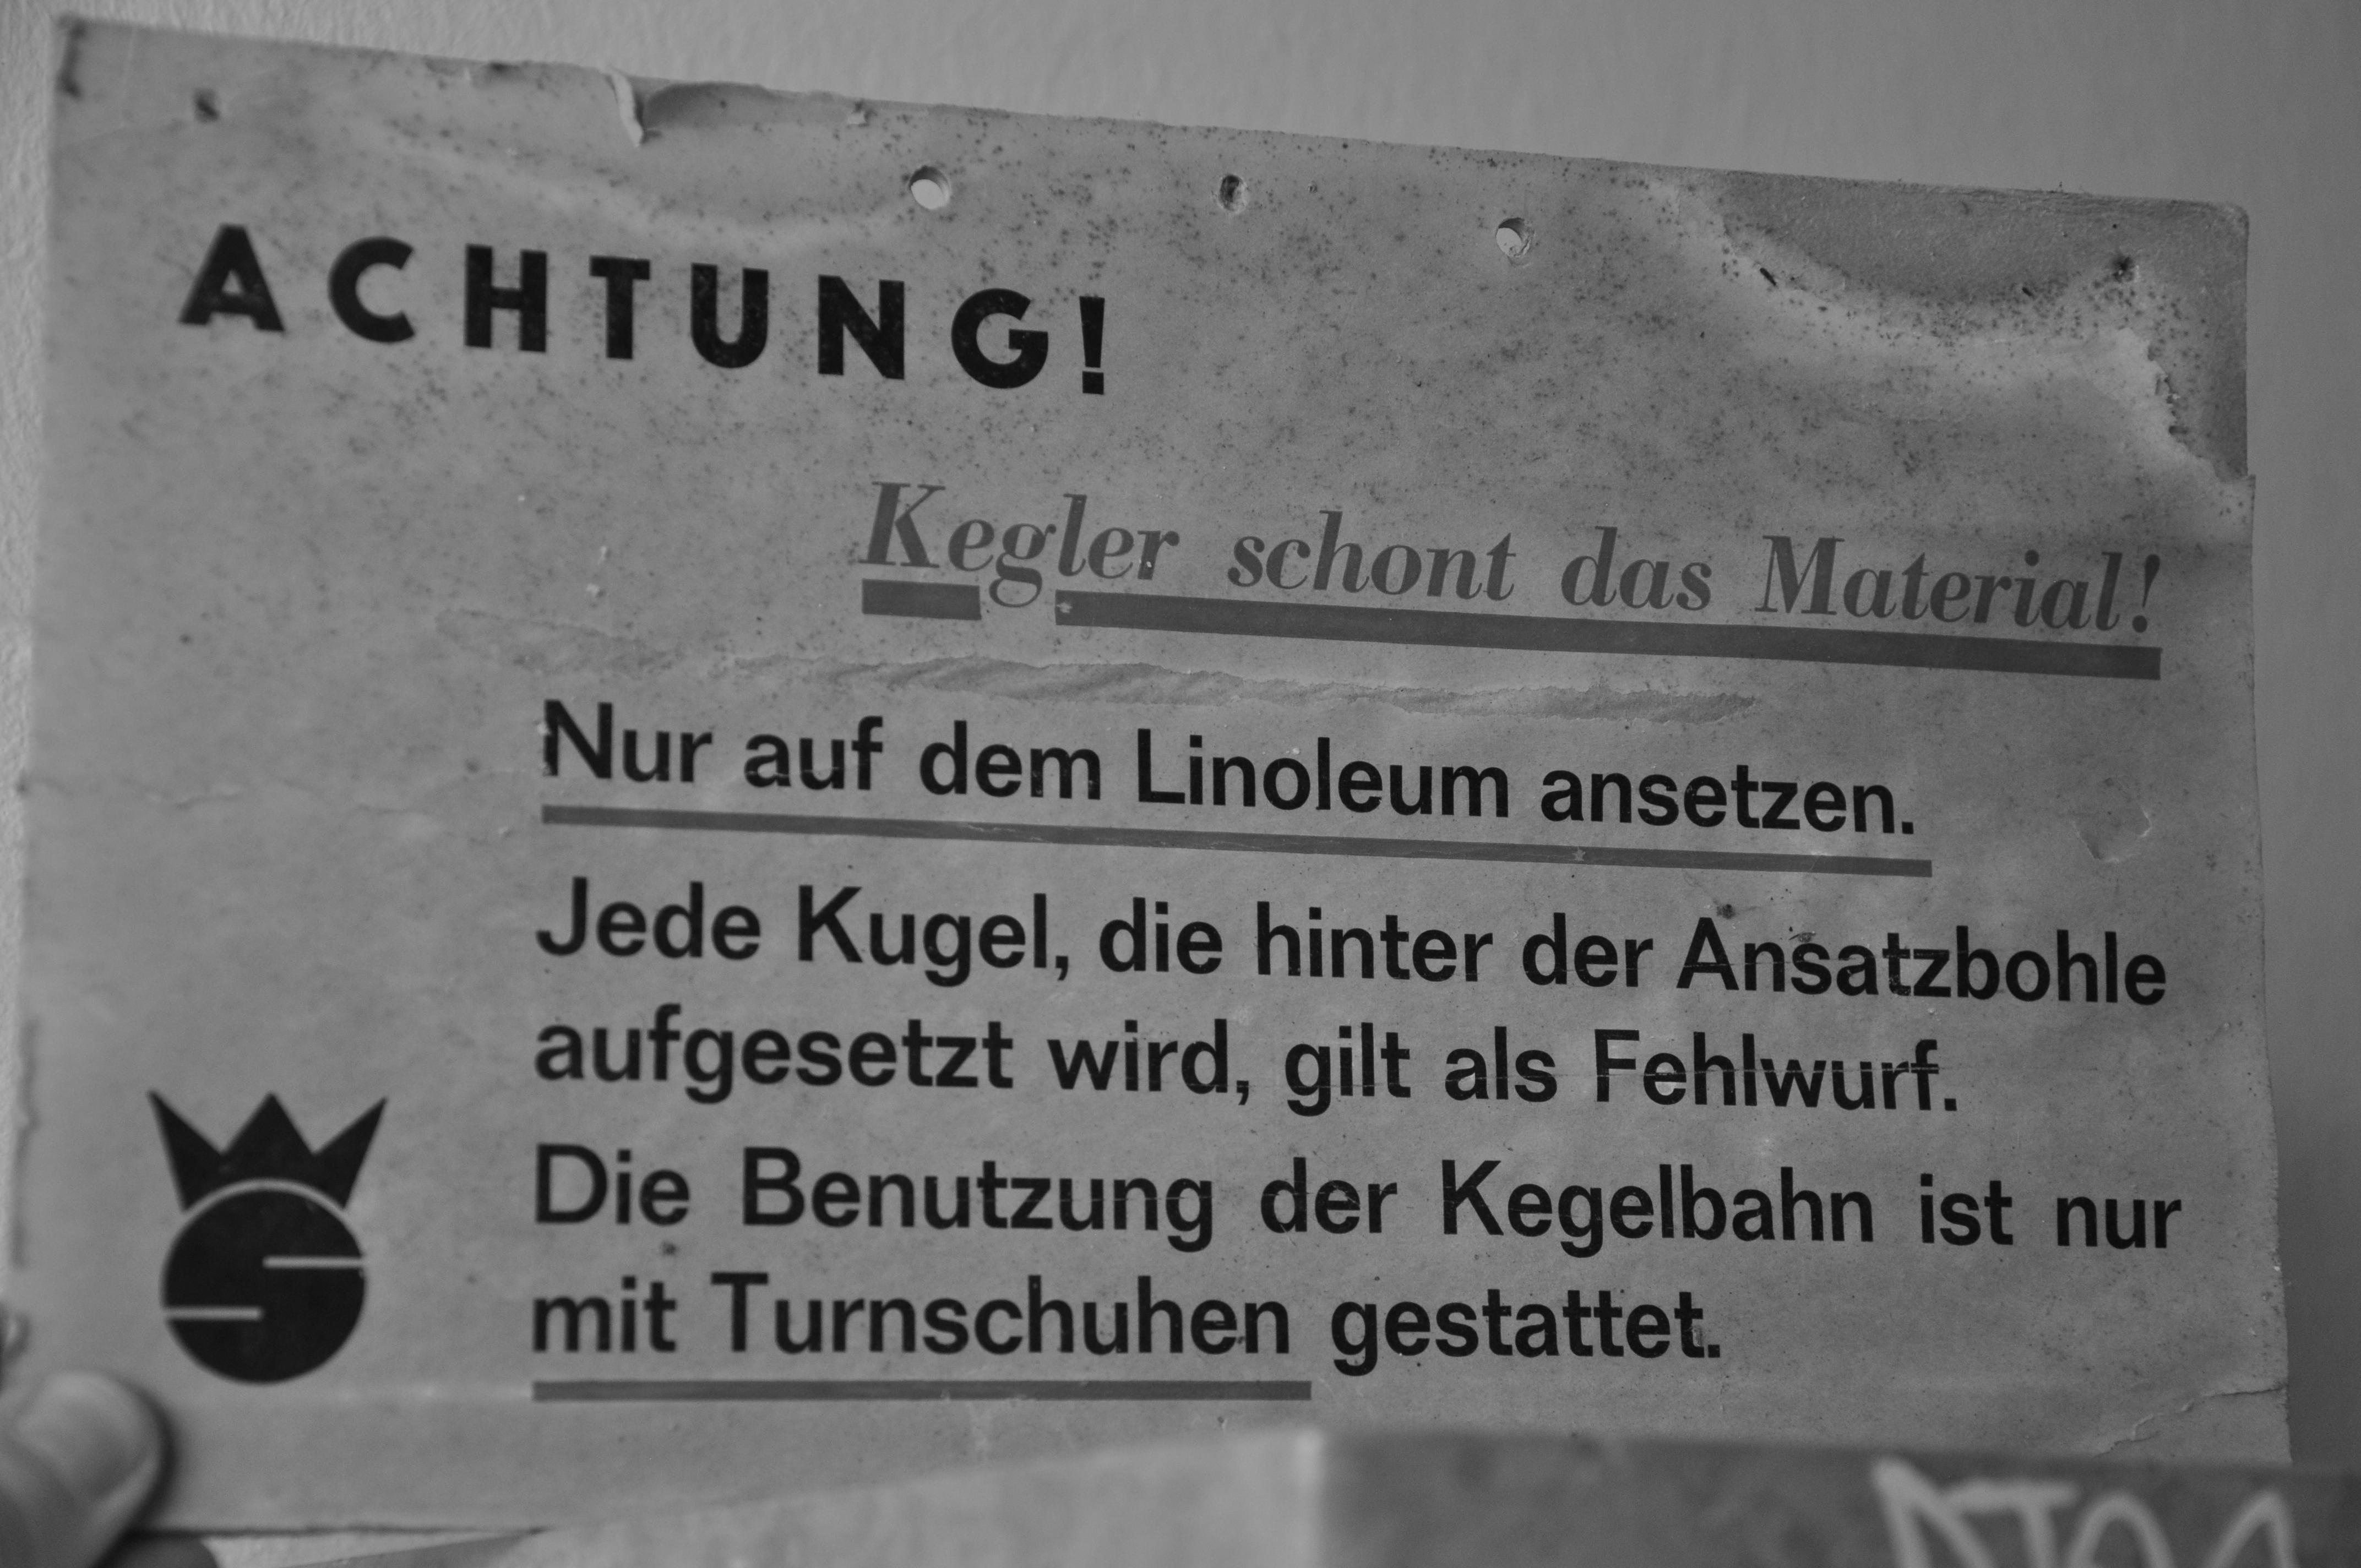 ACHTUNG!
Kegler schont das Material!
Nur auf dem Linoleum ansetzen.
Jede Kugel, die hinter der Ansatzbohle
aufgesetzt wird, gilt als Fehlwurf.
Die Benutzung der Kegelbahn ist nur
mit Turnschuhen gestattet.